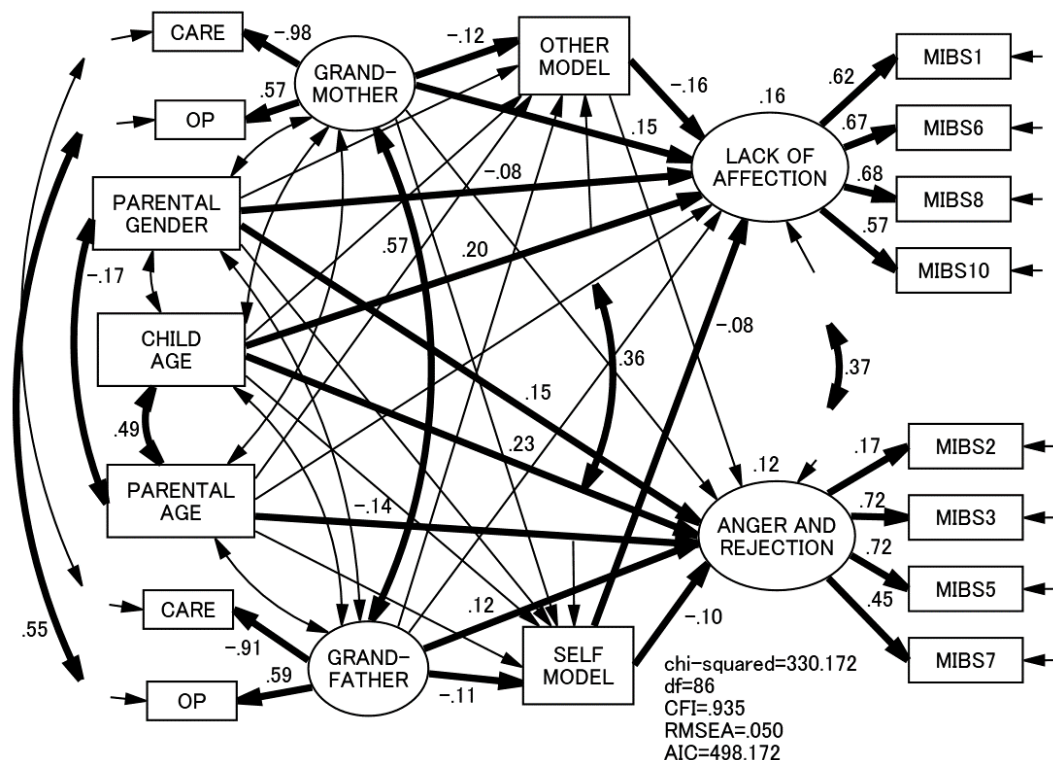 CARE
-.98
GRAND-
MOTHER
-.12
OTHER
MODEL
-.16
.16
.62
MIBS1
OP
.57
.15
LACK OF
AFFECTION
.67
MIBS6
.68
MIBS8
.57
MIBS10
PARENTAL
GENDER
-.08
-.17
.57
.20
CHILD
AGE
-.08
.36
.37
.49
.15
.23
PARENTAL
AGE
-.14
.12
ANGER AND
REJECTION
.17
MIBS2
.72
MIBS3
.72
MIBS5
.45
MIBS7
.55
CARE
-.91
GRAND-
FATHER
.12
-.10
OP
.59
-.11
SELF
MODEL
chi-squared=330.172
df=86
CFI=.935
RMSEA=.050
AIC=498.172